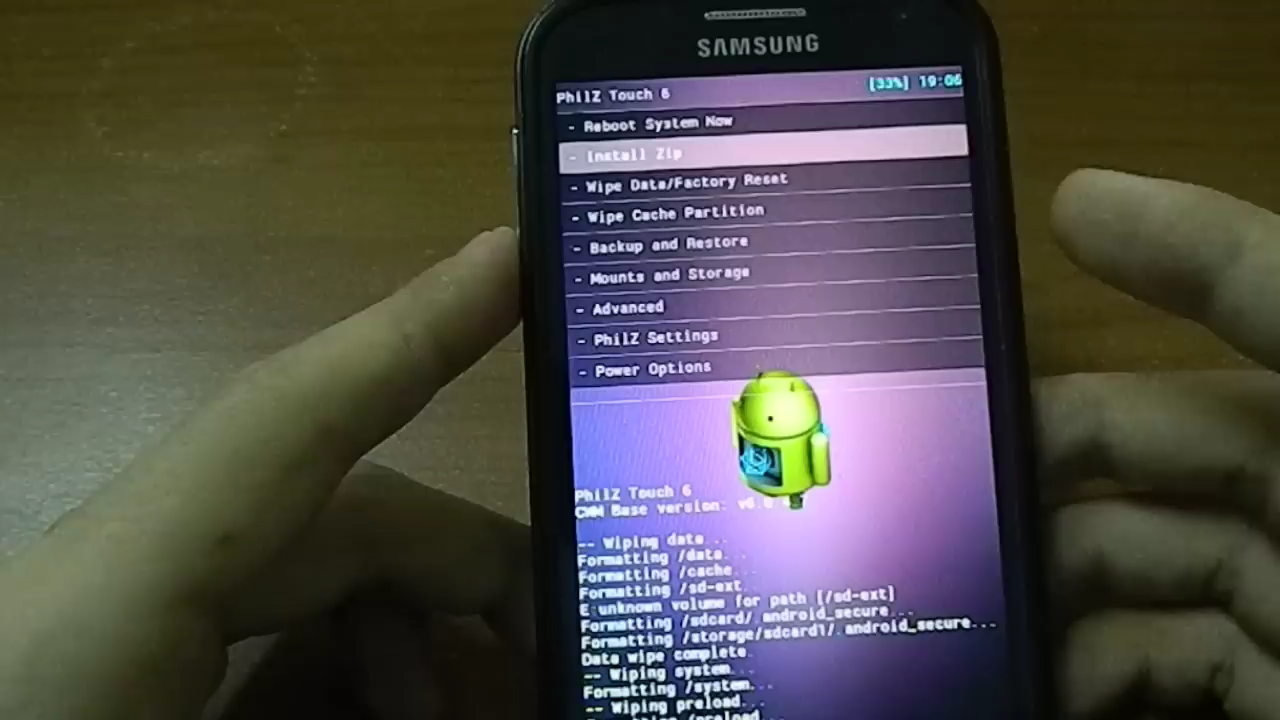 SAMSUNG
PhilZ Touch 6 [33%] 19:06
- Reboot System Now
- Install Zip
- Wipe Data/Factory Reset
- Wipe Cache Partition
- Backup and Restore
- Mounts and Storage
- Advanced
- PhilZ Settings
- Power Options
PhilZ Touch 6
CWM Base version:
-- Wiping data...
Formatting /data...
Formatting /cache...
Formatting /sd-ext...
E:unknown volume for path [/sd-ext]
Formatting /sdcard/.android_secure...
Formatting /storage/sdcard1/.android_secure...
Data wipe complete.
-- Wiping system...
Formatting /system...
-- Wiping preload...